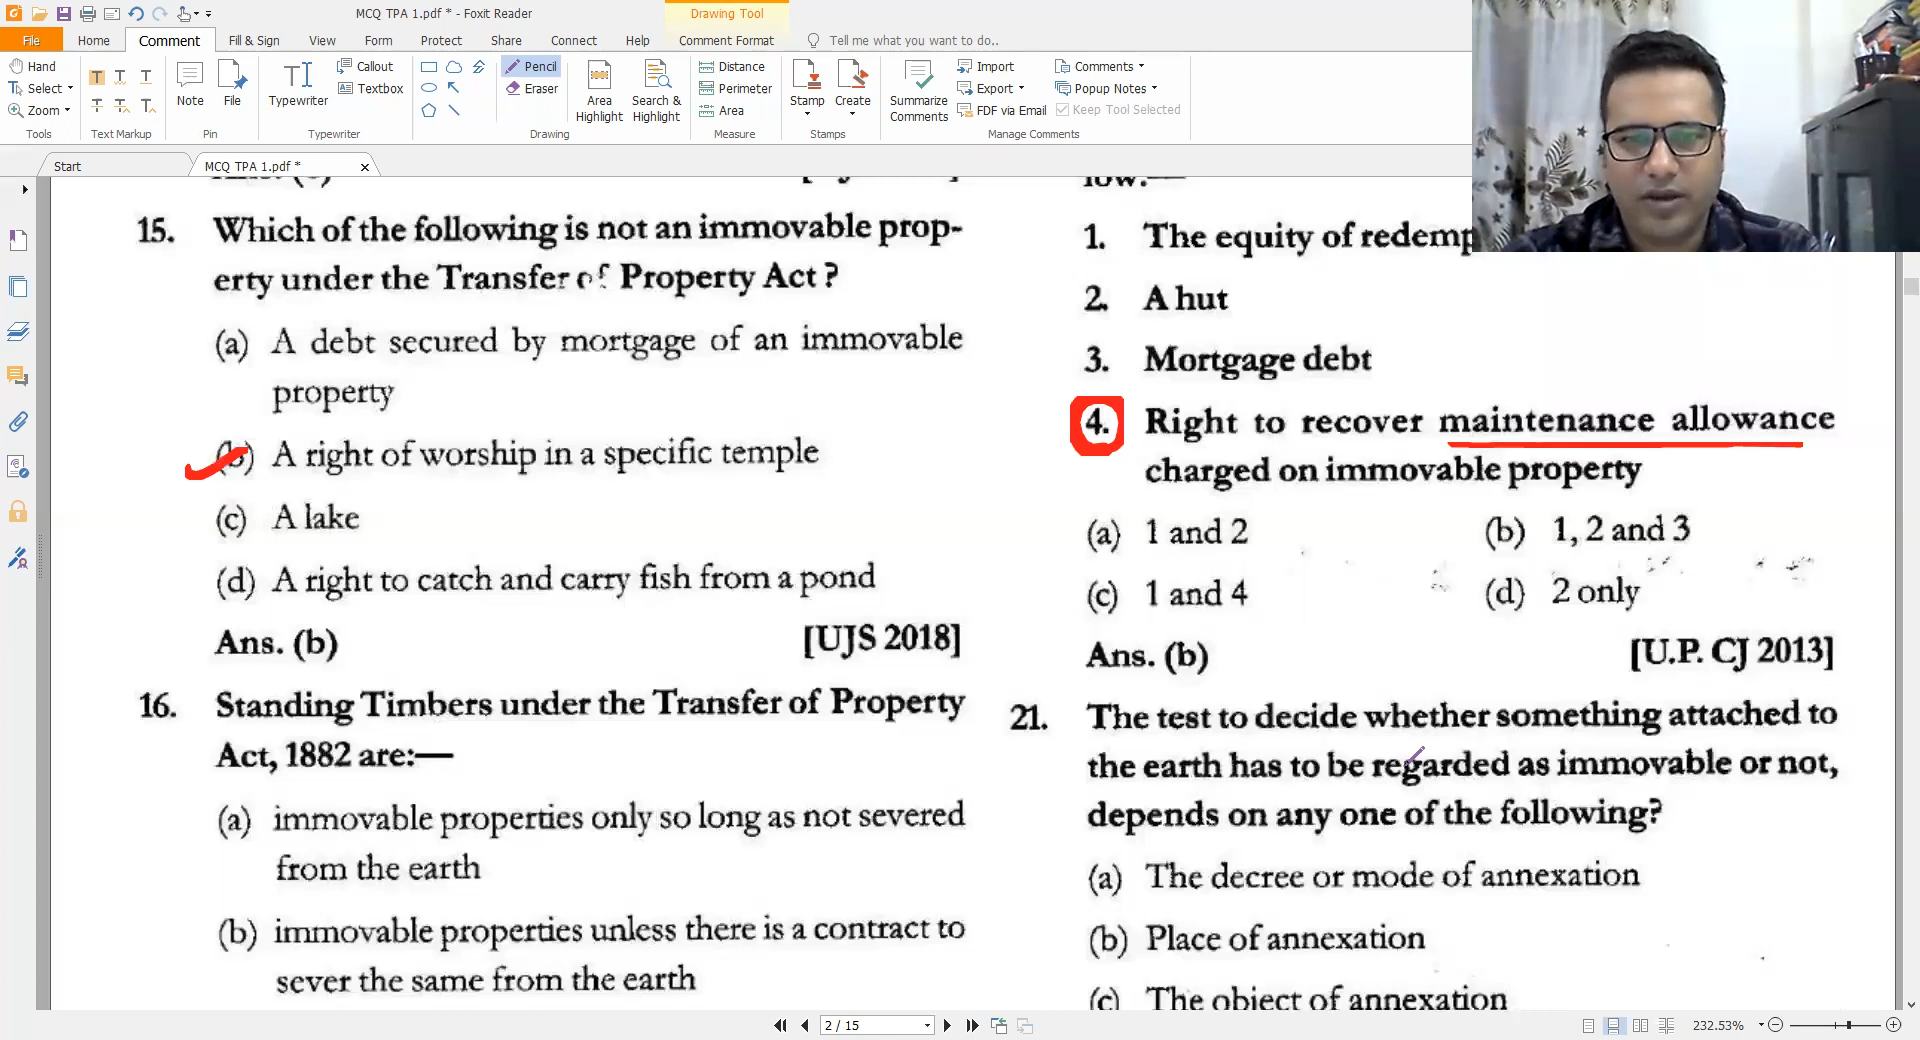 MCQ TPA 1.pdf * - Foxit Reader
Drawing Tool
File
Home
Comment
Fill & Sign
View
Form
Protect
Share
Connect
Help
Comment Format
Tell me what you want to do..
Hand
Select
Zoom
Tools
Text Markup
Note
File
Pin
Typewriter
Callout
Textbox
Typewriter
Pencil
Eraser
Area
Highlight
Search &
Highlight
Drawing
Distance
Perimeter
Area
Measure
Stamp
Create
Stamps
Summarize
Comments
Import
Export
FDF via Email
Comments
Popup Notes
Keep Tool Selected
Manage Comments
Start
MCQ TPA 1.pdf *
15. Which of the following is not an immovable prop-
erty under the Transfer of Property Act ?
(a) A debt secured by mortgage of an immovable
property
(b) A right of worship in a specific temple
(c) A lake
(d) A right to catch and carry fish from a pond
Ans. (b) [UJS 2018]
16. Standing Timbers under the Transfer of Property
Act, 1882 are:—
(a) immovable properties only so long as not severed
from the earth
(b) immovable properties unless there is a contract to
sever the same from the earth
low:—
1. The equity of
2. A hut
3. Mortgage debt
4. Right to recover maintenance allowance
charged on immovable property
(a) 1 and 2 (b) 1, 2 and 3
(c) 1 and 4 (d) 2 only
Ans. (b) [U.P. CJ 2013]
21. The test to decide whether something attached to
the earth has to be regarded as immovable or not,
depends on any one of the following?
(a) The decree or mode of annexation
(b) Place of annexation
(c) The object of annexation
2 / 15
232.53%